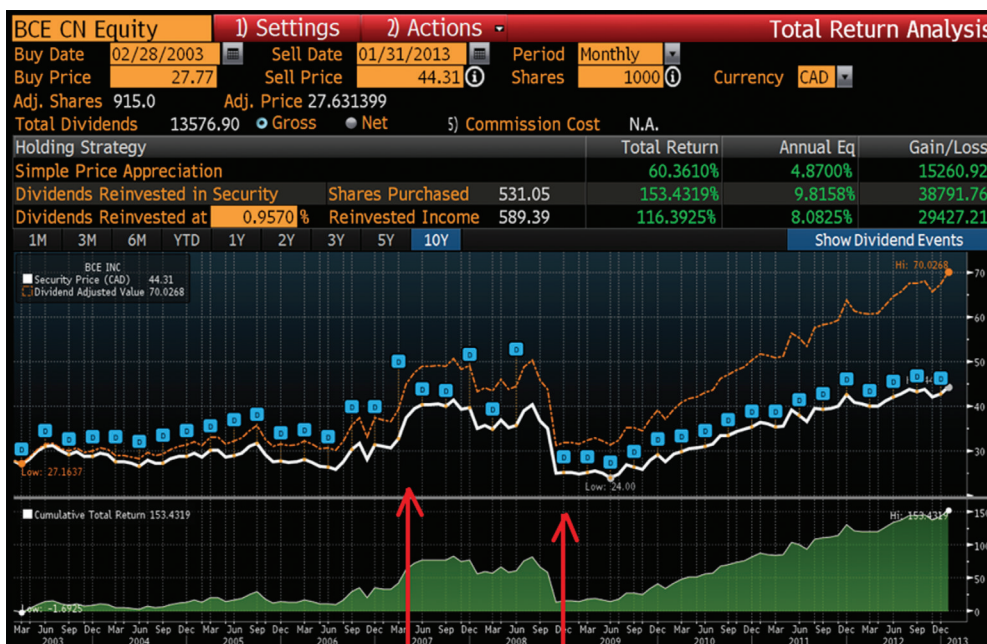 BCE CN Equity 1) Settings 2) Actions Total Return Analysis
Buy Date 02/28/2003 Sell Date 01/31/2013 Period Monthly
Buy Price 27.77 Sell Price 44.31 Shares 1000 Currency CAD
Adj. Shares 915.0 Adj. Price 27.631399
Total Dividends 13576.90 Gross Net 5) Commission Cost N.A.
Holding Strategy Total Return Annual Eq Gain/Loss
Simple Price Appreciation 60.3610% 4.8700% 15260.92
Dividends Reinvested in Security Shares Purchased 531.05 153.4319% 9.8158% 38791.76
Dividends Reinvested at 0.9570 % Reinvested Income 589.39 116.3925% 8.0825% 29427.21
1M 3M 6M YTD 1Y 2Y 3Y 5Y 10Y Show Dividend Events
BCE INC
Security Price (CAD) 44.31
Dividend Adjusted Value 70.0268
Hi: 70.0268
70
60
50
40
30
D D D D D D D D D D D D D D D D D D D D D D D D D D D D D D D D D D D D D D D D
Low: 27.1637
Low: 24.00
Cumulative Total Return 153.4319
Hi: 153.4319
150
100
50
0
Low: -1.6925
Mar Jun Sep Dec Mar Jun Sep Dec Mar Jun Sep Dec Mar Jun Sep Dec Mar Jun Sep Dec Mar Jun Sep Dec Mar Jun Sep Dec Mar Jun Sep Dec Mar Jun Sep Dec Mar Jun Sep Dec
2003 2004 2005 2006 2007 2008 2009 2010 2011 2012 2013